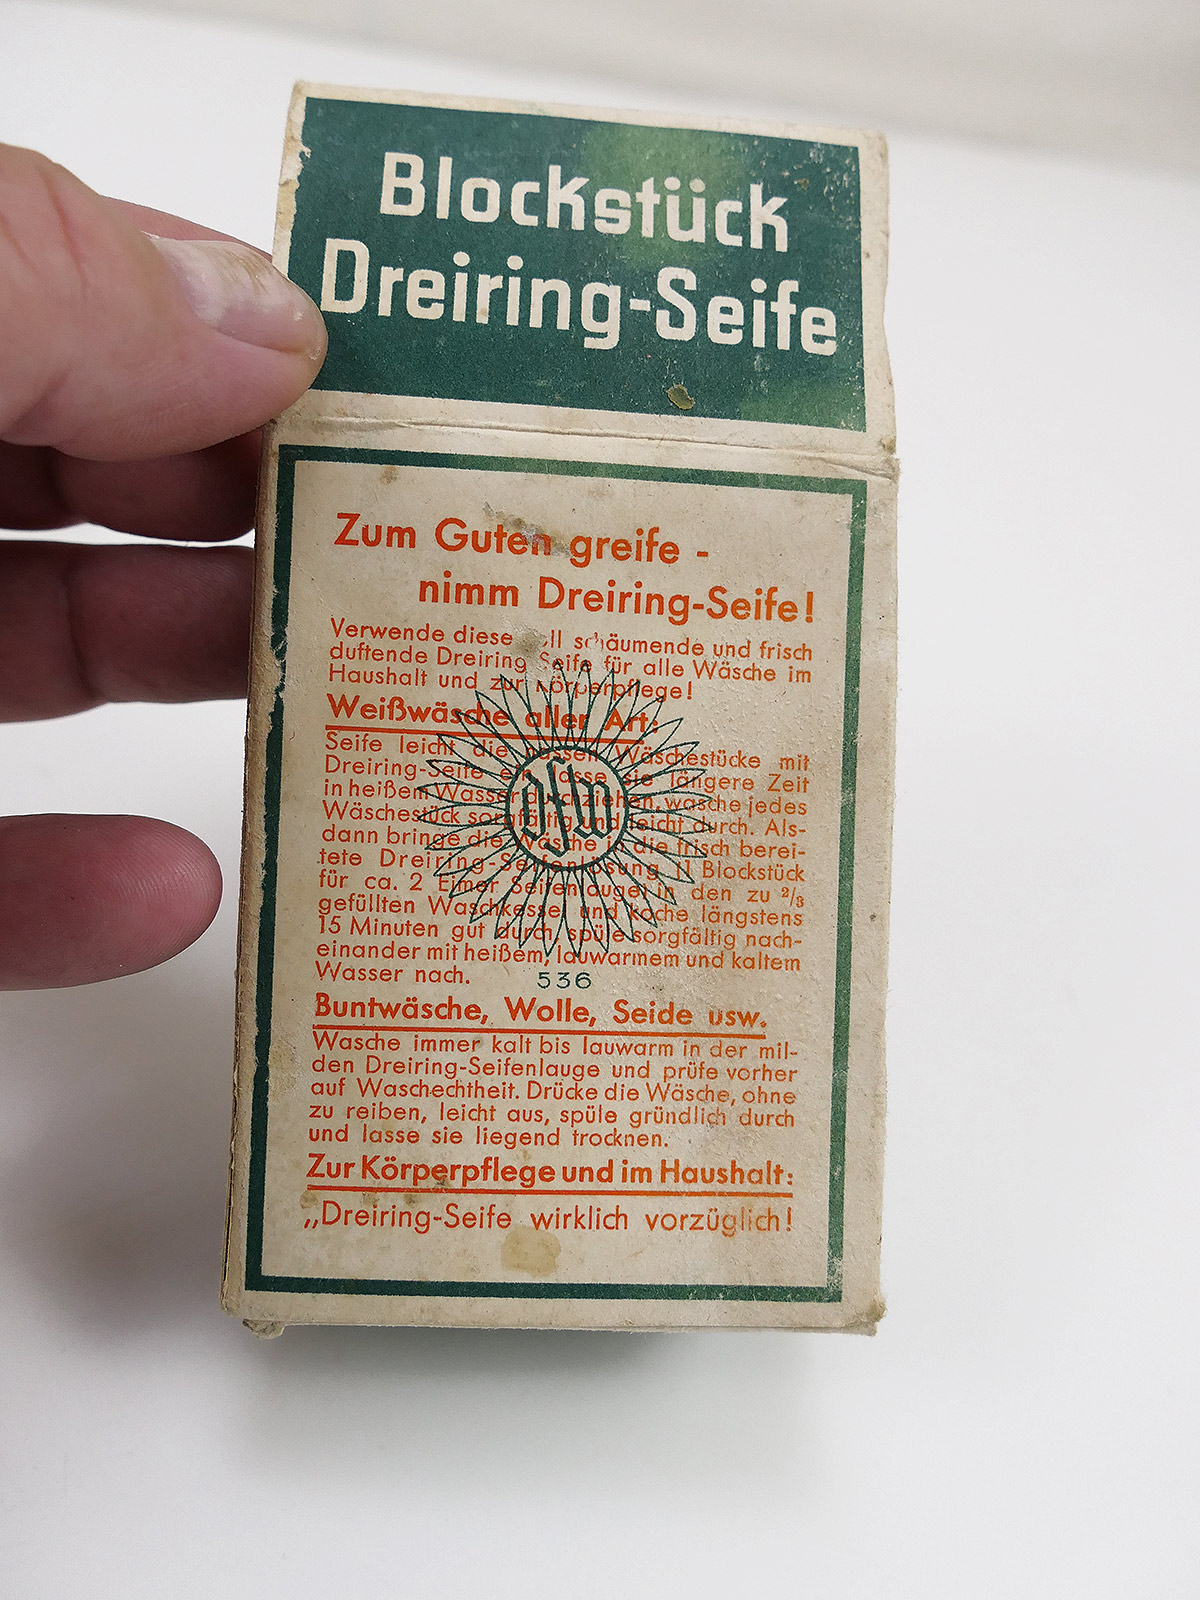 Blockstück
Dreiring-Seife
Zum Guten greife -
nimm Dreiring-Seife!
Verwende diese schäumende und frisch
duftende Dreiring Seife für alle Wäsche im
Haushalt und zur Körperpflege!
Weißwäsche aller Art:
Seife leicht die nassen Wäschestücke mit
Dreiring-Seife ein, lasse sie längere Zeit
in heißem Wasser durchziehen, wasche jedes
Wäschestück sorgfältig und leicht durch. Als-
dann bringe die Wäsche in die frisch berei-
tete Dreiring-Seifenlösung (1 Blockstück
für ca. 2 Eimer Seifenlauge) in den zu ²/₃
gefüllten Waschkessel und koche längstens
15 Minuten gut durch, spüle sorgfältig nach-
einander mit heißem, lauwarmem und kaltem
Wasser nach.
dfw
536
Buntwäsche, Wolle, Seide usw.
Wasche immer kalt bis lauwarm in der mil-
den Dreiring-Seifenlauge und prüfe vorher
auf Waschechtheit. Drücke die Wäsche, ohne
zu reiben, leicht aus, spüle gründlich durch
und lasse sie liegend trocknen.
Zur Körperpflege und im Haushalt:
„Dreiring-Seife wirklich vorzüglich!